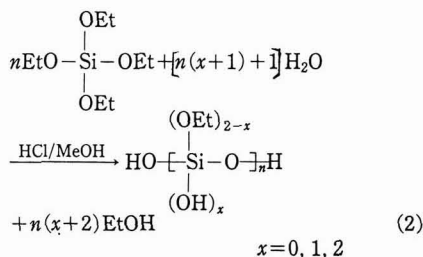 OEt
nEtO—Si—OEt+[n(x+1)+1]H₂O
OEt
(OEt)₂₋ₓ
HCl/MeOH
HO-[-Si—O-]ₙH
(OH)ₓ
+n(x+2)EtOH (2)
x=0, 1, 2